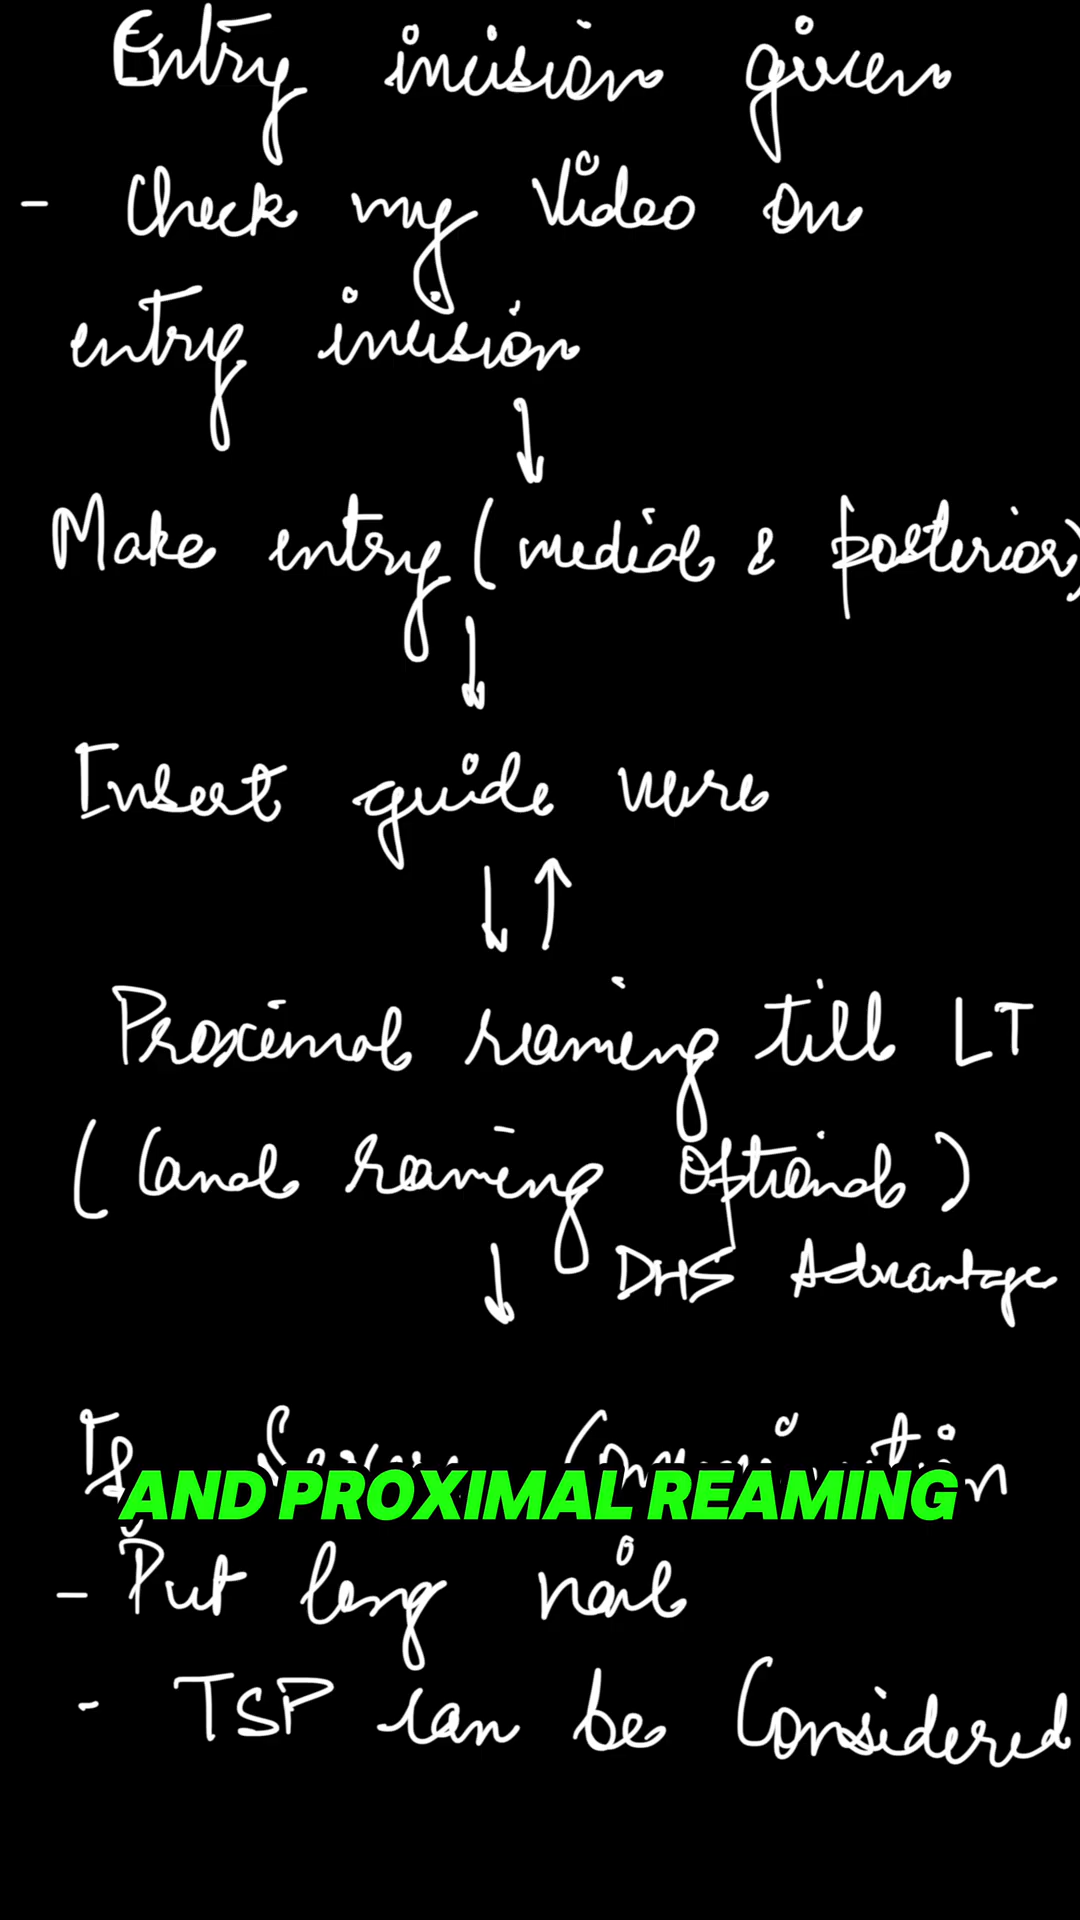 Entry incision given
- Check my video on
entry incision
↓
Make entry (medial & posterior)
↓
Insert guide wire
↓ ↑
Proximal reaming till LT
(Canal reaming optional)
↓ DHS Advantage
If
AND PROXIMAL REAMING
- Put long nail
- TSP can be Considered